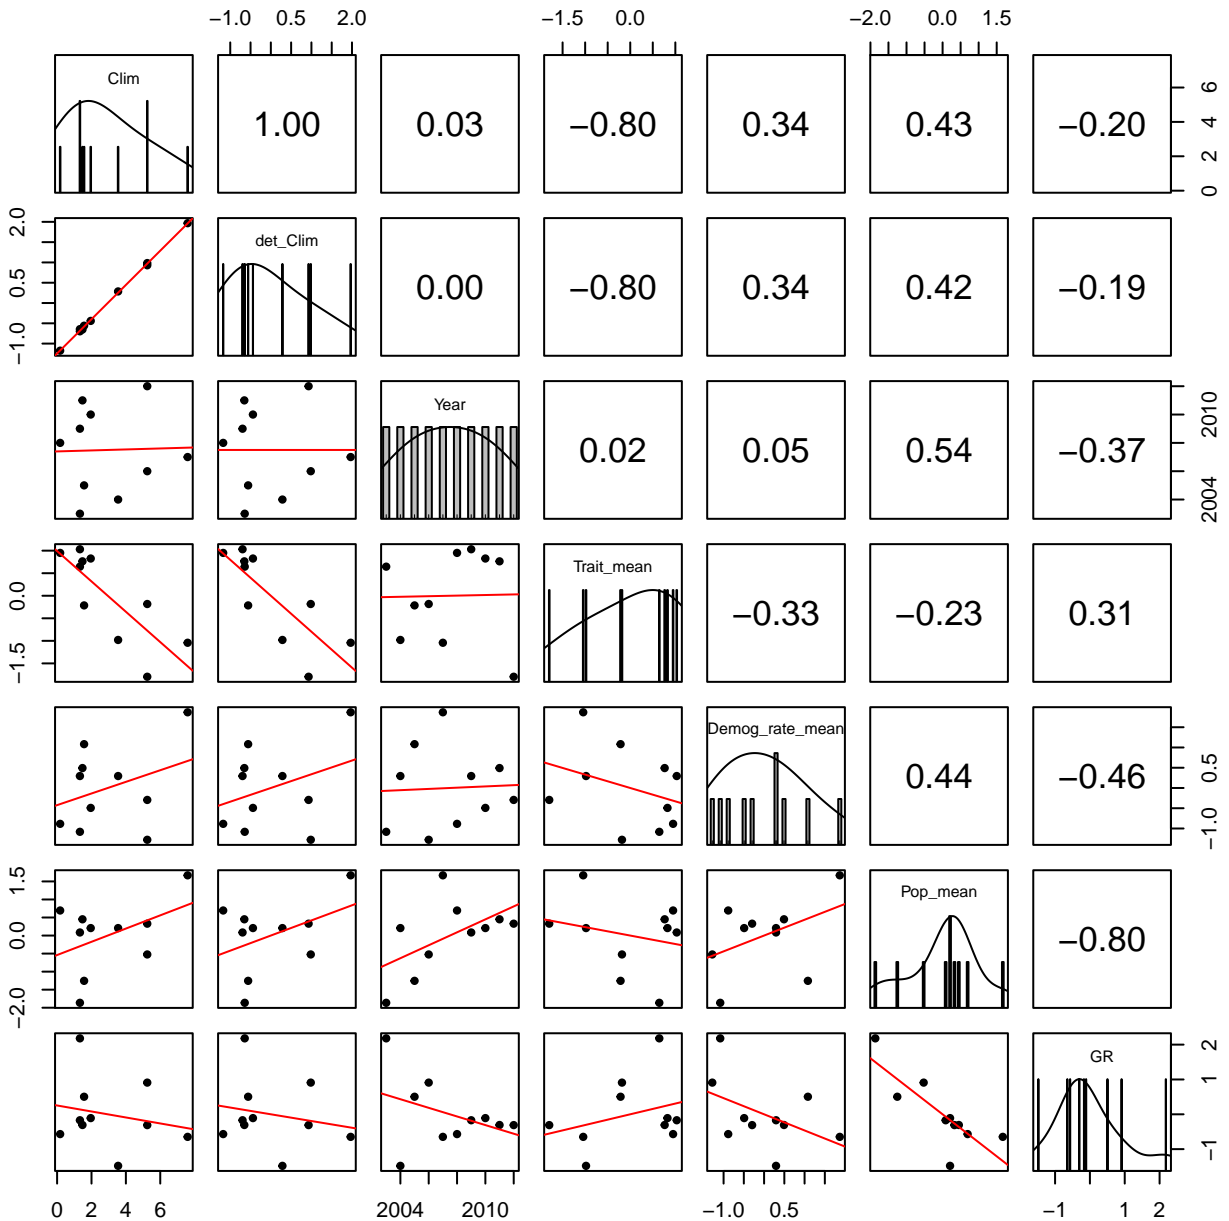 −1.0 0.5 2.0 −1.5 0.0 −2.0 0.0 1.5
Clim 1.00 0.03 −0.80 0.34 0.43 −0.20 0 2 4 6
−1.0 0.5 2.0 det_Clim 0.00 −0.80 0.34 0.42 −0.19
Year 0.02 0.05 0.54 −0.37 2004 2010
−1.5 0.0 Trait_mean −0.33 −0.23 0.31
Demog_rate_mean 0.44 −0.46 −1.0 0.5
−2.0 0.0 1.5 Pop_mean −0.80
GR −1 1 2
0 2 4 6 2004 2010 −1.0 0.5 −1 1 2